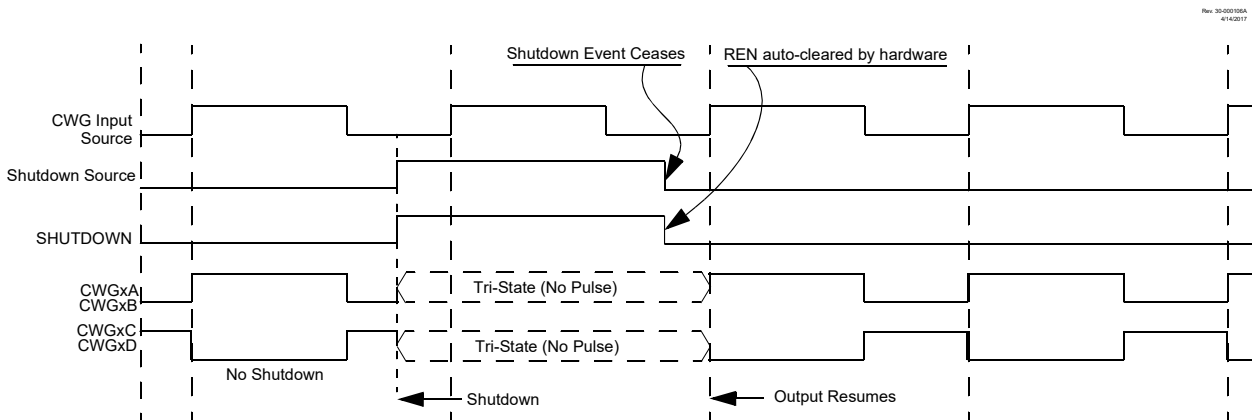 Rev. 30-000108A
4/14/2017
Shutdown Event Ceases
REN auto-cleared by hardware
CWG Input
Source
Shutdown Source
SHUTDOWN
CWGxA
CWGxB
Tri-State (No Pulse)
CWGxC
CWGxD
Tri-State (No Pulse)
No Shutdown
Shutdown
Output Resumes